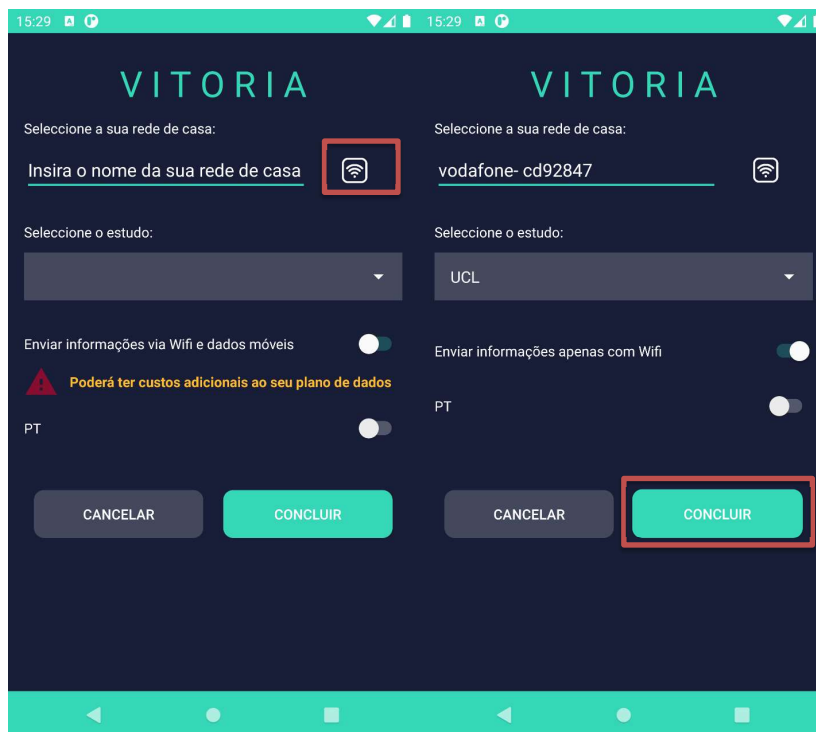 15:29
VITORIA
Seleccione a sua rede de casa:
Insira o nome da sua rede de casa
Seleccione o estudo:
Enviar informações via Wifi e dados móveis
Poderá ter custos adicionais ao seu plano de dados
PT
CANCELAR
CONCLUIR
15:29
VITORIA
Seleccione a sua rede de casa:
vodafone- cd92847
Seleccione o estudo:
UCL
Enviar informações apenas com Wifi
PT
CANCELAR
CONCLUIR